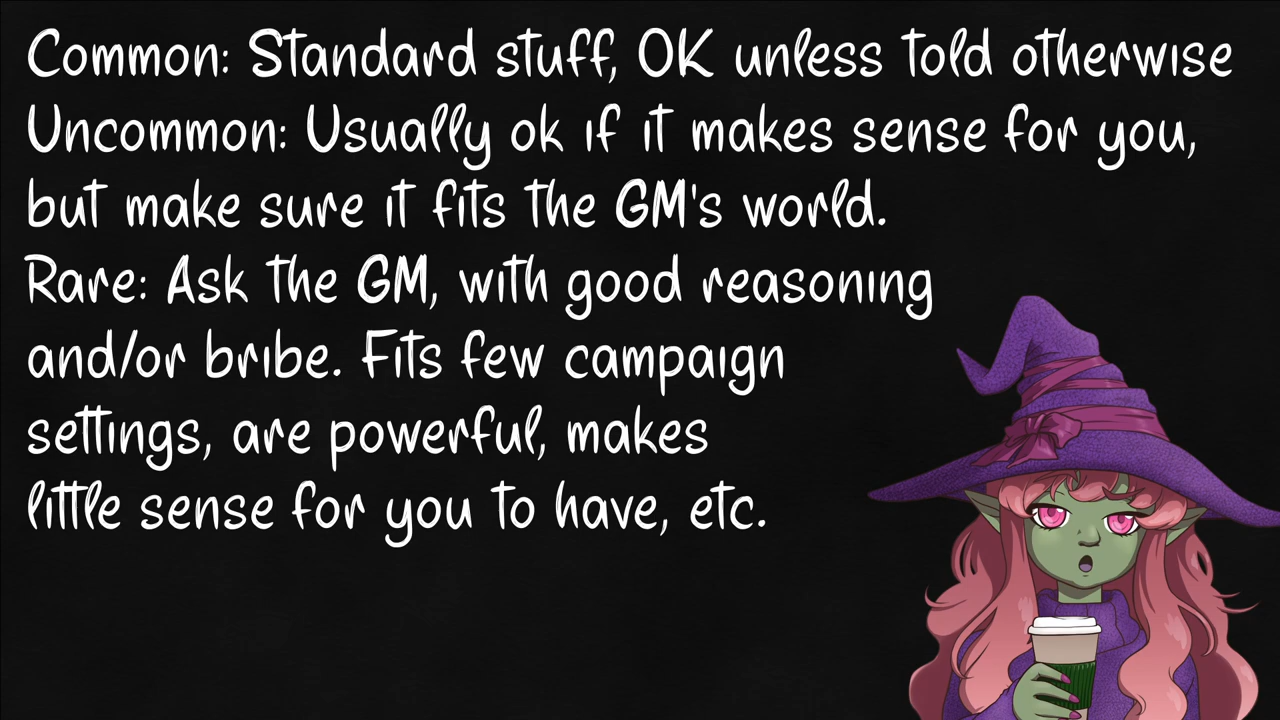 Common: Standard stuff, OK unless told otherwise
Uncommon: Usually ok if it makes sense for you,
but make sure it fits the GM's world.
Rare: Ask the GM, with good reasoning
and/or bribe. Fits few campaign
settings, are powerful, makes
little sense for you to have, etc.